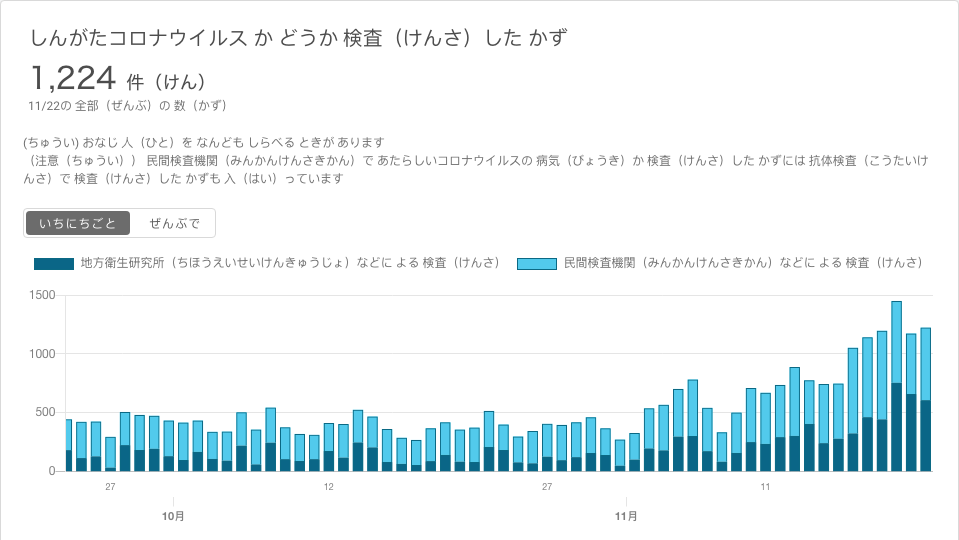 しんがたコロナウイルス か どうか 検査（けんさ）した かず
1,224 件（けん）
11/22の 全部（ぜんぶ）の 数（かず）
(ちゅうい) おなじ 人（ひと）を なんども しらべる ときが あります
（注意（ちゅうい）） 民間検査機関（みんかんけんさきかん）で あたらしいコロナウイルスの 病気（びょうき）か 検査（けんさ）した かずには 抗体検査（こうたいけ
んさ）で 検査（けんさ）した かずも 入（はい）っています
いちにちごと ぜんぶで
地方衛生研究所（ちほうえいせいけんきゅうじょ）などに よる 検査（けんさ） 民間検査機関（みんかんけんさきかん）などに よる 検査（けんさ）
1500
1000
500
0
27 12 27 11
10月 11月